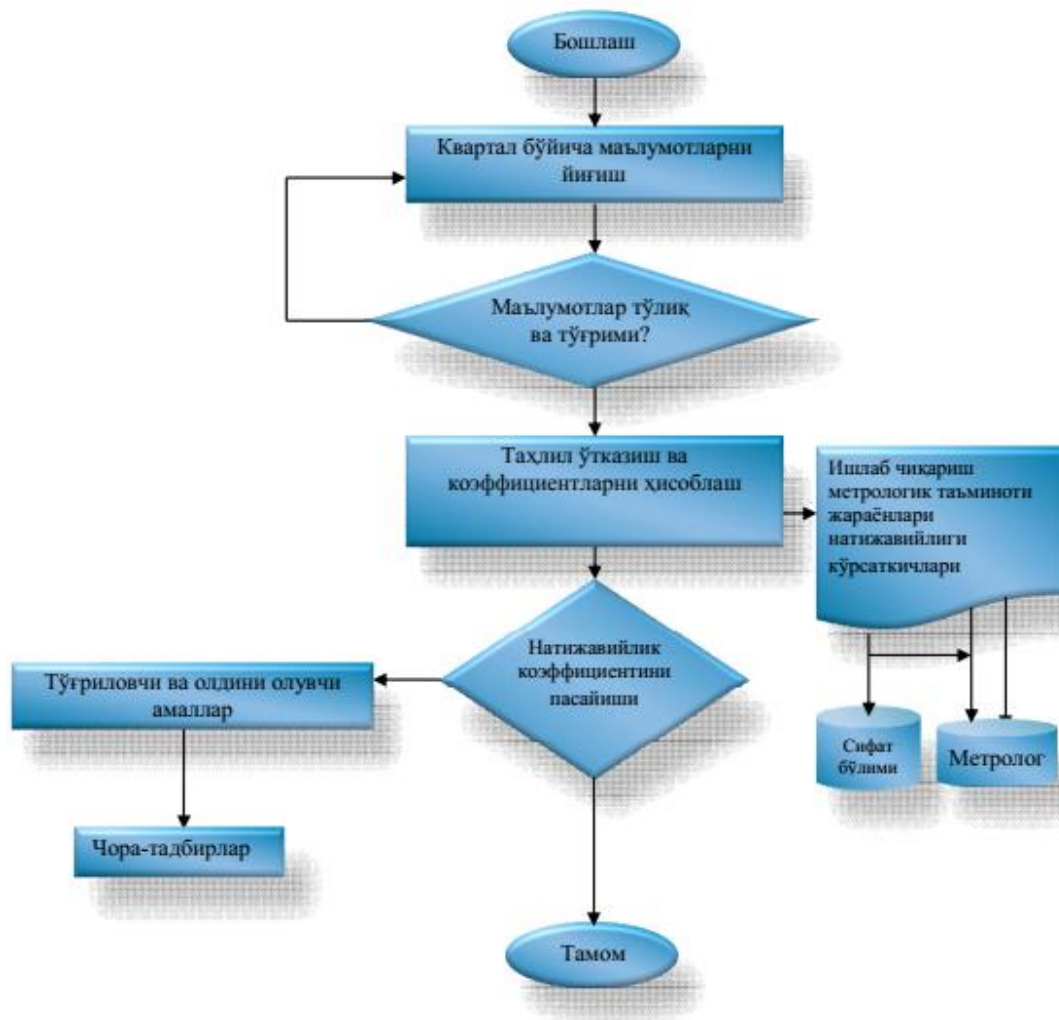 Бошлаш
Квартал бўйича маълумотларни
йиғиш
Маълумотлар тўлиқ
ва тўғрими?
Таҳлил ўтказиш ва
коэффициентларни ҳисоблаш
Ишлаб чиқариш
метрологик таъминоти
жараёнлари
натижавийлиги
кўрсаткичлари
Натижавийлик
коэффициентини
пасайиши
Тўғриловчи ва олдини олувчи
амаллар
Сифат
бўлими
Метролог
Чора-тадбирлар
Тамом